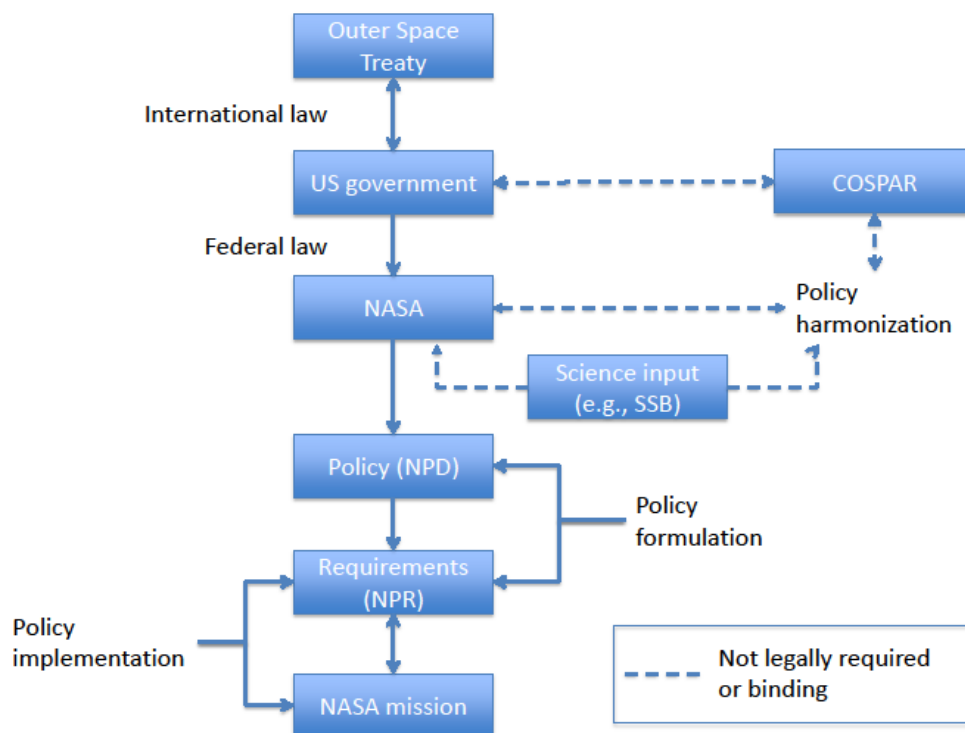 Outer Space
Treaty
International law
US government
COSPAR
Federal law
NASA
Policy
harmonization
Science input
(e.g., SSB)
Policy (NPD)
Policy
formulation
Requirements
(NPR)
Policy
implementation
NASA mission
Not legally required
or binding